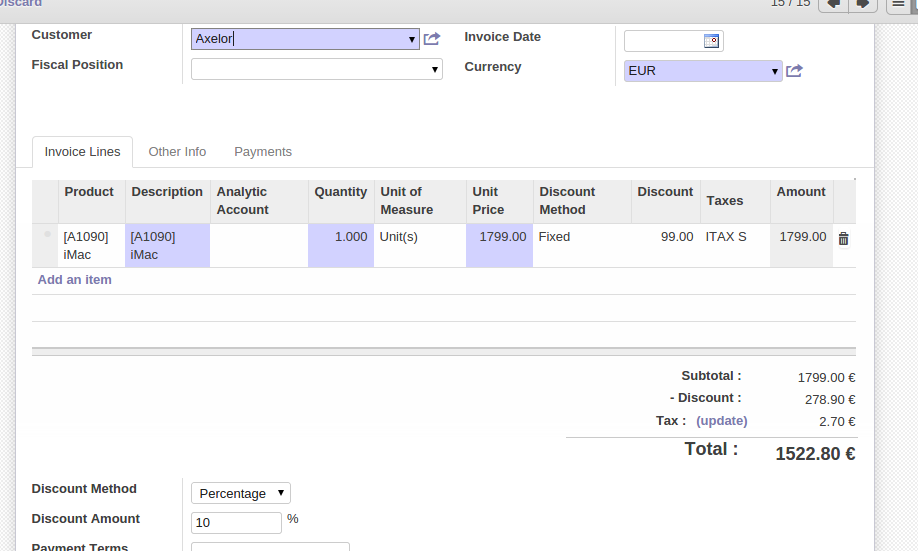 Discard
15 / 15
Customer
Axelor
Invoice Date
Fiscal Position
Currency
EUR
Invoice Lines
Other Info
Payments
Product
Description
Analytic
Account
Quantity
Unit of
Measure
Unit
Price
Discount
Method
Discount
Taxes
Amount
[A1090]
iMac
[A1090]
iMac
1.000
Unit(s)
1799.00
Fixed
99.00
ITAX S
1799.00
Add an item
Subtotal :
1799.00 €
- Discount :
278.90 €
Tax : (update)
2.70 €
Total :
1522.80 €
Discount Method
Percentage
Discount Amount
10
%
Payment Terms